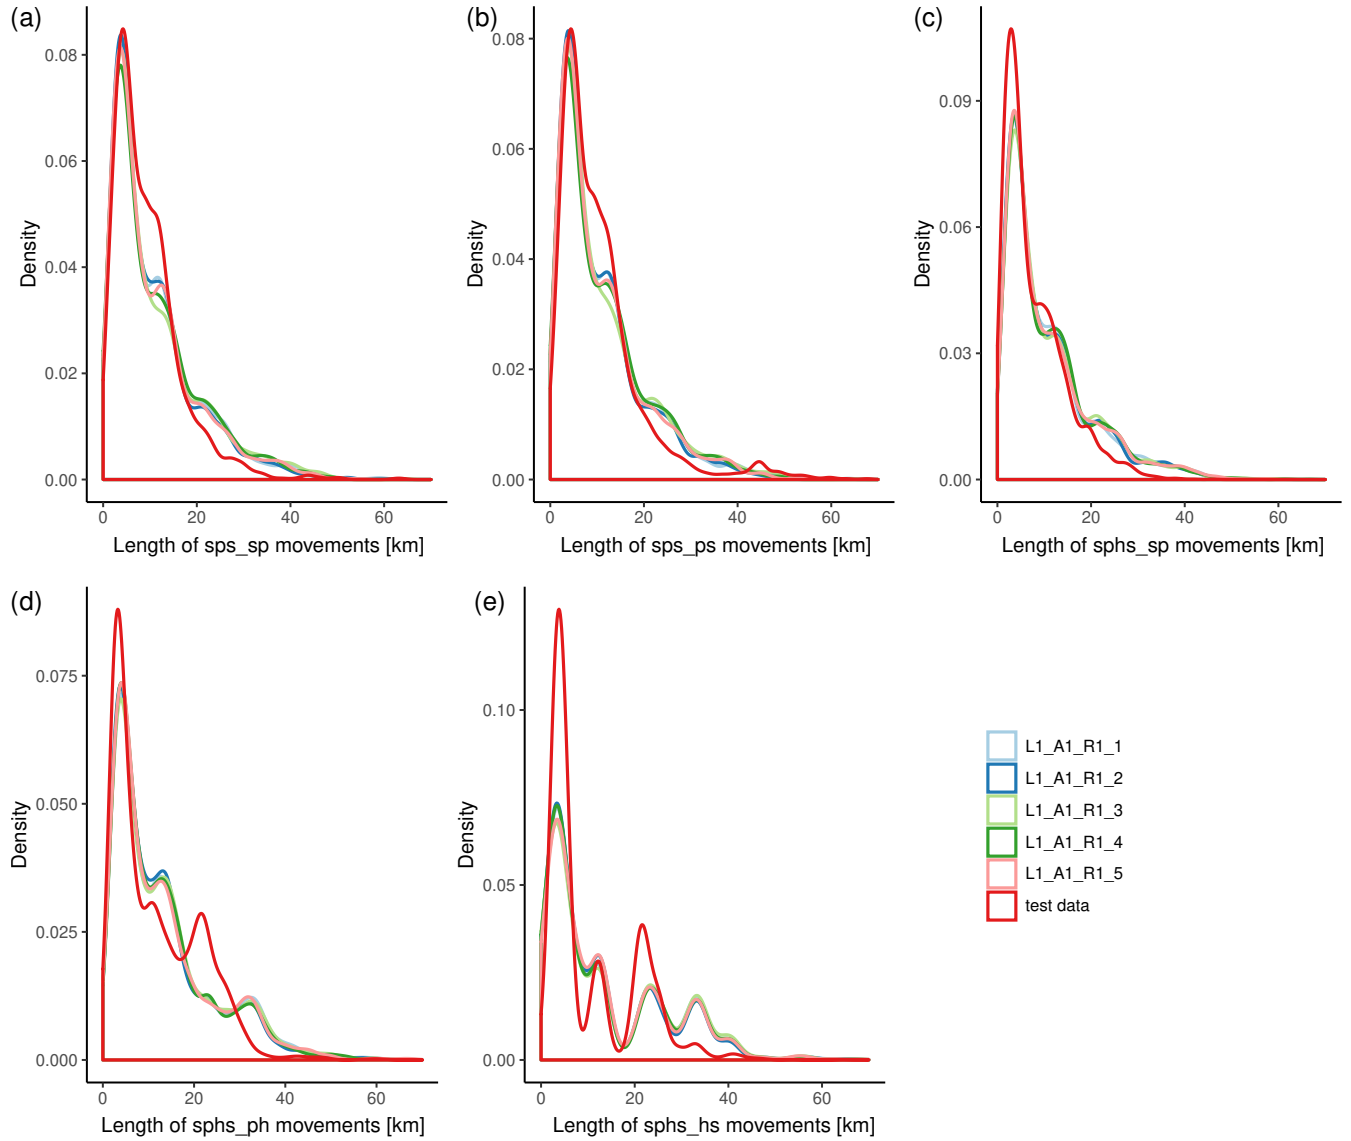 (a)
0.08
0.06
0.04
0.02
0.00
Density
0 20 40 60
Length of sps_sp movements [km]
(b)
0.08
0.06
0.04
0.02
0.00
Density
0 20 40 60
Length of sps_ps movements [km]
(c)
0.09
0.06
0.03
0.00
Density
0 20 40 60
Length of sphs_sp movements [km]
(d)
0.075
0.050
0.025
0.000
Density
0 20 40 60
Length of sphs_ph movements [km]
(e)
0.10
0.05
0.00
Density
0 20 40 60
Length of sphs_hs movements [km]
L1_A1_R1_1
L1_A1_R1_2
L1_A1_R1_3
L1_A1_R1_4
L1_A1_R1_5
test data